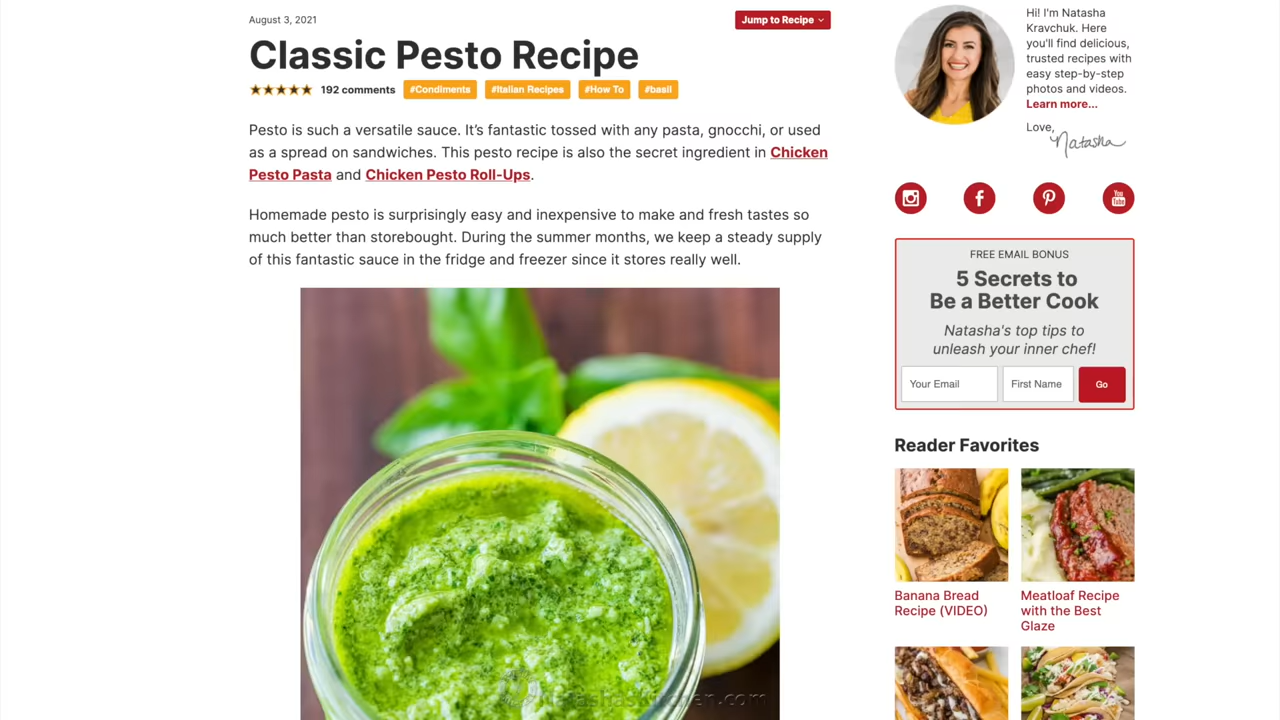 August 3, 2021
Jump to Recipe
Classic Pesto Recipe
192 comments
#Condiments
#Italian Recipes
#How To
#basil
Pesto is such a versatile sauce. It’s fantastic tossed with any pasta, gnocchi, or used
as a spread on sandwiches. This pesto recipe is also the secret ingredient in Chicken
Pesto Pasta and Chicken Pesto Roll-Ups.
Homemade pesto is surprisingly easy and inexpensive to make and fresh tastes so
much better than storebought. During the summer months, we keep a steady supply
of this fantastic sauce in the fridge and freezer since it stores really well.
natashaskitchen.com
Hi! I'm Natasha
Kravchuk. Here
you'll find delicious,
trusted recipes with
easy step-by-step
photos and videos.
Learn more...
Love,
Natasha
You
Tube
FREE EMAIL BONUS
5 Secrets to
Be a Better Cook
Natasha's top tips to
unleash your inner chef!
Your Email
First Name
Go
Reader Favorites
Banana Bread
Recipe (VIDEO)
Meatloaf Recipe
with the Best
Glaze